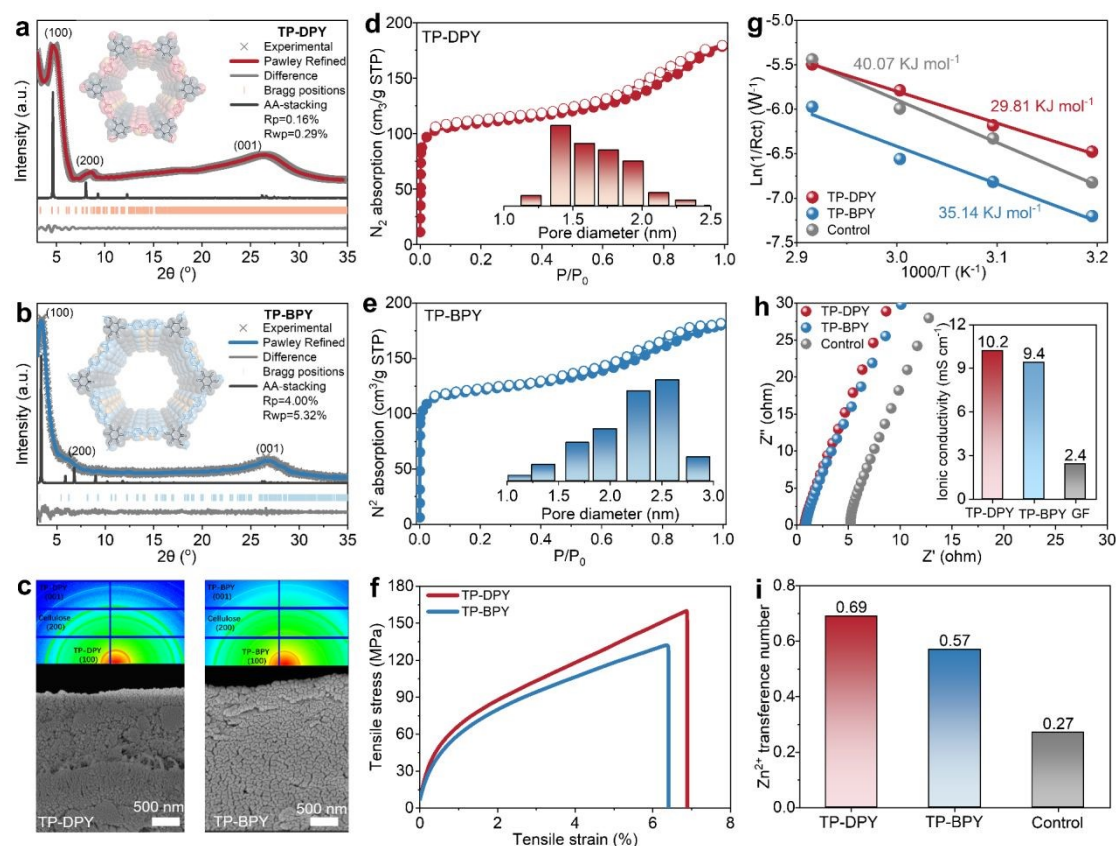 a
TP-DPY
(100)
Experimental
Pawley Refined
Difference
Bragg positions
AA-stacking
Rp=0.16%
Rwp=0.29%
(200)
(001)
Intensity (a.u.)
5 10 15 20 25 30 35
2θ (°)
b
TP-BPY
(100)
Experimental
Pawley Refined
Difference
Bragg positions
AA-stacking
Rp=4.00%
Rwp=5.32%
(200)
(001)
Intensity (a.u.)
5 10 15 20 25 30 35
2θ (°)
c
TP-DPY
(001)
Cellulose
(200)
TP-DPY
(100)
500 nm
TP-DPY
TP-BPY
(001)
Cellulose
(200)
TP-BPY
(100)
500 nm
TP-BPY
d
TP-DPY
N2 absorption (cm3/g STP)
200
150
100
50
0
0.0 0.2 0.4 0.6 0.8 1.0
P/P0
1.0 1.5 2.0 2.5
Pore diameter (nm)
e
TP-BPY
N² absorption (cm³/g STP)
200
150
100
50
0
0.0 0.2 0.4 0.6 0.8 1.0
P/P0
1.0 1.5 2.0 2.5 3.0
Pore diameter (nm)
f
TP-DPY
TP-BPY
Tensile stress (MPa)
180
150
120
90
60
30
0
0 1 2 3 4 5 6 7 8
Tensile strain (%)
g
40.07 KJ mol⁻¹
29.81 KJ mol⁻¹
35.14 KJ mol⁻¹
TP-DPY
TP-BPY
Control
Ln(1/Rct) (W⁻¹)
-5.0
-5.5
-6.0
-6.5
-7.0
-7.5
2.9 3.0 3.1 3.2
1000/T (K⁻¹)
h
TP-DPY
TP-BPY
Control
Z'' (ohm)
30
25
20
15
10
5
0
0 5 10 15 20 25 30
Z' (ohm)
Ionic conductivity (mS cm⁻¹)
12
9
6
3
0
10.2
9.4
2.4
TP-DPY TP-BPY GF
i
Zn²⁺ transference number
0.8
0.6
0.4
0.2
0.0
0.69
0.57
0.27
TP-DPY TP-BPY Control